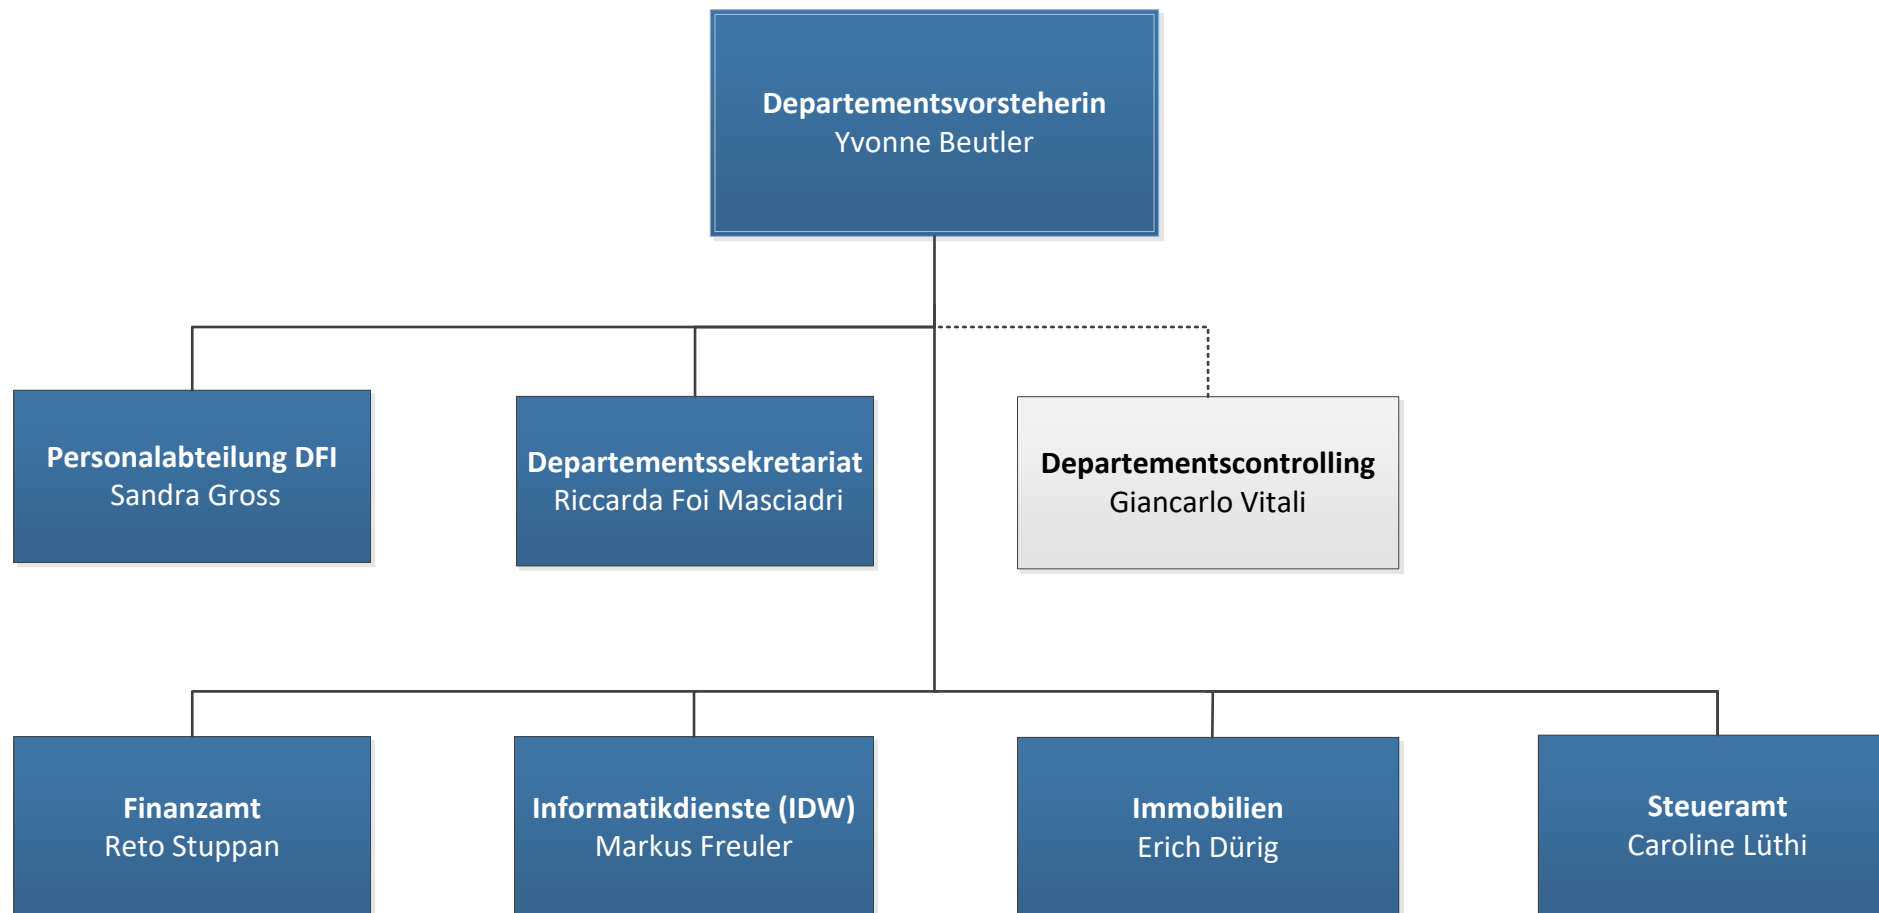 Departementsvorsteherin
Yvonne Beutler
Personalabteilung DFI
Sandra Gross
Departementssekretariat
Riccarda Foi Masciadri
Departementscontrolling
Giancarlo Vitali
Finanzamt
Reto Stuppan
Informatikdienste (IDW)
Markus Freuler
Immobilien
Erich Dürig
Steueramt
Caroline Lüthi